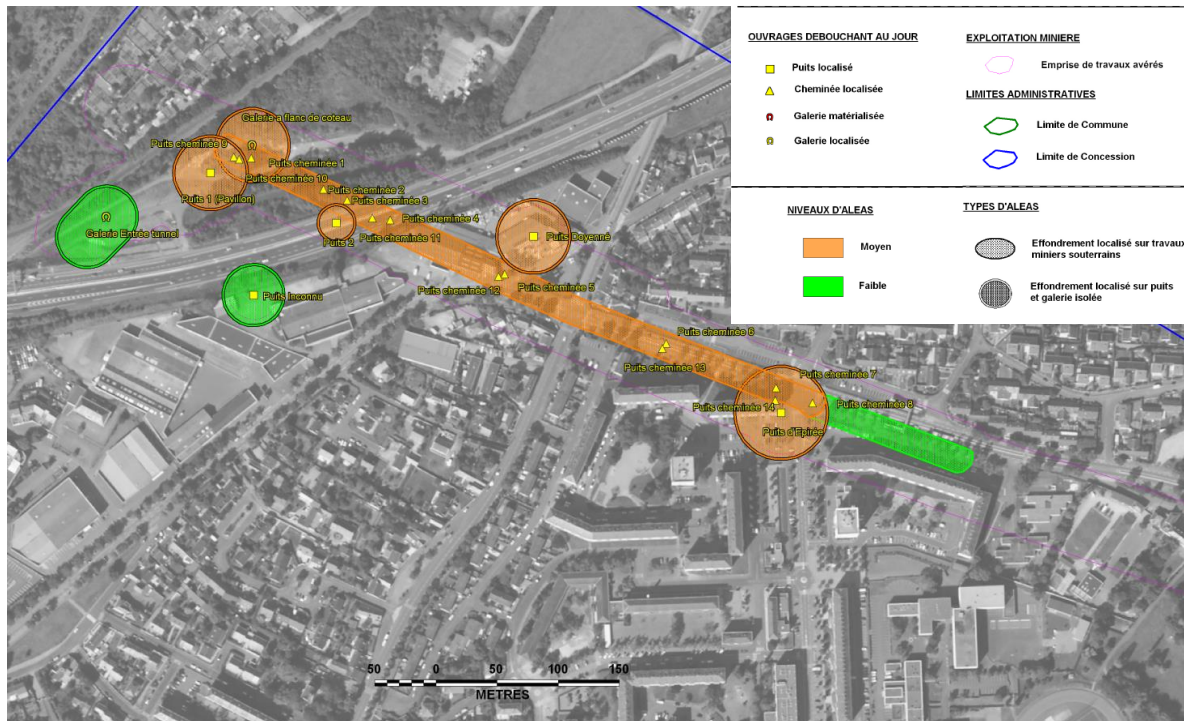 OUVRAGES DEBOUCHANT AU JOUR
Puits localisé
Cheminée localisée
Galerie matérialisée
Galerie localisée
EXPLOITATION MINIERE
Emprise de travaux avérés
LIMITES ADMINISTRATIVES
Limite de Commune
Limite de Concession
NIVEAUX D'ALEAS
Moyen
Faible
TYPES D'ALEAS
Effondrement localisé sur travaux
miniers souterrains
Effondrement localisé sur puits
et galerie isolée
Galerie a flanc de coteau
Puits cheminée 9
Puits cheminée 1
Puits cheminée 10
Puits 1 (Pavillon)
Puits cheminée 2
Puits cheminée 3
Puits cheminée 4
Galerie Entrée tunnel
Puits 2
Puits cheminée 11
Puits Doyenné
Puits cheminée 12
Puits cheminée 5
Puits Inconnu
Puits cheminée 6
Puits cheminée 13
Puits cheminée 7
Puits cheminée 14
Puits cheminée 8
Puits d'Epirée
50 0 50 100 150
METRES